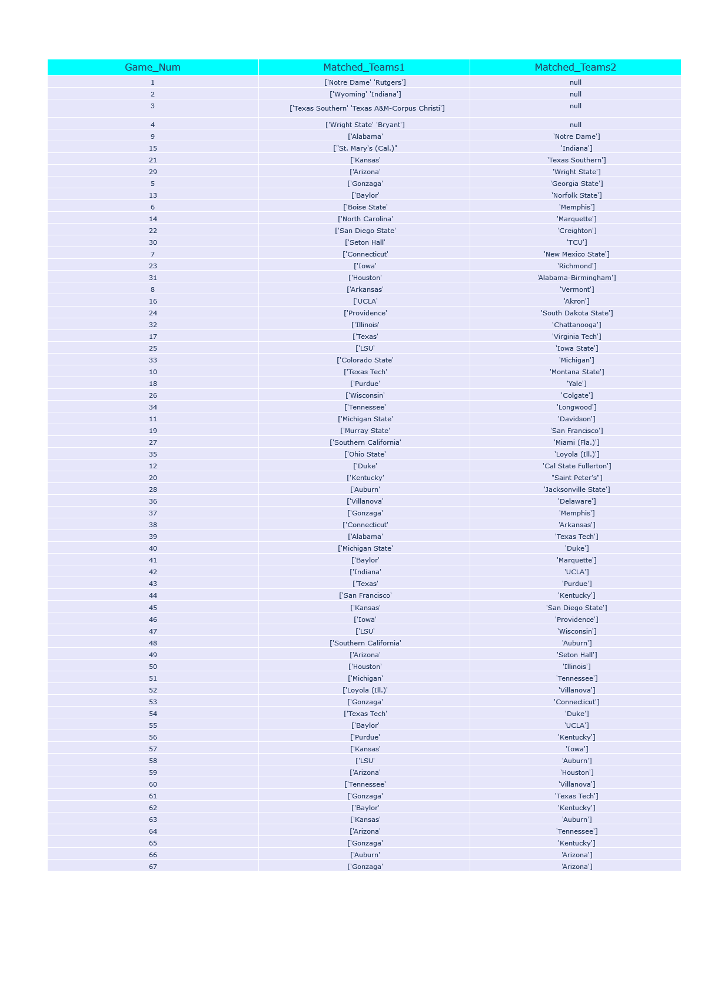 Game_Num Matched_Teams1 Matched_Teams2
1 ['Notre Dame' 'Rutgers'] null
2 ['Wyoming' 'Indiana'] null
3 ['Texas Southern' 'Texas A&M-Corpus Christi'] null
4 ['Wright State' 'Bryant'] null
9 ['Alabama' 'Notre Dame']
15 ["St. Mary's (Cal.)" 'Indiana']
21 ['Kansas' 'Texas Southern']
29 ['Arizona' 'Wright State']
5 ['Gonzaga' 'Georgia State']
13 ['Baylor' 'Norfolk State']
6 ['Boise State' 'Memphis']
14 ['North Carolina' 'Marquette']
22 ['San Diego State' 'Creighton']
30 ['Seton Hall' 'TCU']
7 ['Connecticut' 'New Mexico State']
23 ['Iowa' 'Richmond']
31 ['Houston' 'Alabama-Birmingham']
8 ['Arkansas' 'Vermont']
16 ['UCLA' 'Akron']
24 ['Providence' 'South Dakota State']
32 ['Illinois' 'Chattanooga']
17 ['Texas' 'Virginia Tech']
25 ['LSU' 'Iowa State']
33 ['Colorado State' 'Michigan']
10 ['Texas Tech' 'Montana State']
18 ['Purdue' 'Yale']
26 ['Wisconsin' 'Colgate']
34 ['Tennessee' 'Longwood']
11 ['Michigan State' 'Davidson']
19 ['Murray State' 'San Francisco']
27 ['Southern California' 'Miami (Fla.)']
35 ['Ohio State' 'Loyola (Ill.)']
12 ['Duke' 'Cal State Fullerton']
20 ['Kentucky' "Saint Peter's"]
28 ['Auburn' 'Jacksonville State']
36 ['Villanova' 'Delaware']
37 ['Gonzaga' 'Memphis']
38 ['Connecticut' 'Arkansas']
39 ['Alabama' 'Texas Tech']
40 ['Michigan State' 'Duke']
41 ['Baylor' 'Marquette']
42 ['Indiana' 'UCLA']
43 ['Texas' 'Purdue']
44 ['San Francisco' 'Kentucky']
45 ['Kansas' 'San Diego State']
46 ['Iowa' 'Providence']
47 ['LSU' 'Wisconsin']
48 ['Southern California' 'Auburn']
49 ['Arizona' 'Seton Hall']
50 ['Houston' 'Illinois']
51 ['Michigan' 'Tennessee']
52 ['Loyola (Ill.)' 'Villanova']
53 ['Gonzaga' 'Connecticut']
54 ['Texas Tech' 'Duke']
55 ['Baylor' 'UCLA']
56 ['Purdue' 'Kentucky']
57 ['Kansas' 'Iowa']
58 ['LSU' 'Auburn']
59 ['Arizona' 'Houston']
60 ['Tennessee' 'Villanova']
61 ['Gonzaga' 'Texas Tech']
62 ['Baylor' 'Kentucky']
63 ['Kansas' 'Auburn']
64 ['Arizona' 'Tennessee']
65 ['Gonzaga' 'Kentucky']
66 ['Auburn' 'Arizona']
67 ['Gonzaga' 'Arizona']